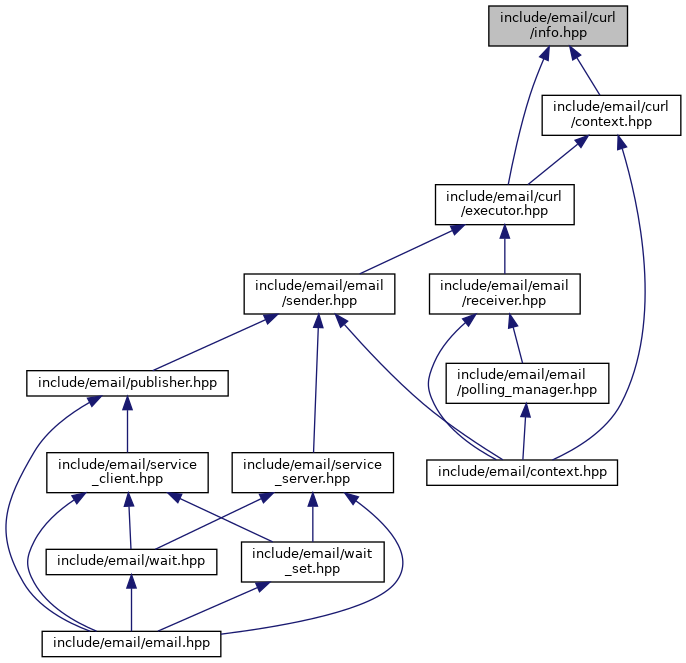 include/email/curl
/info.hpp
include/email/curl
/context.hpp
include/email/curl
/executor.hpp
include/email/email
/sender.hpp
include/email/email
/receiver.hpp
include/email/publisher.hpp
include/email/email
/polling_manager.hpp
include/email/service
_client.hpp
include/email/service
_server.hpp
include/email/context.hpp
include/email/wait.hpp
include/email/wait
_set.hpp
include/email/email.hpp